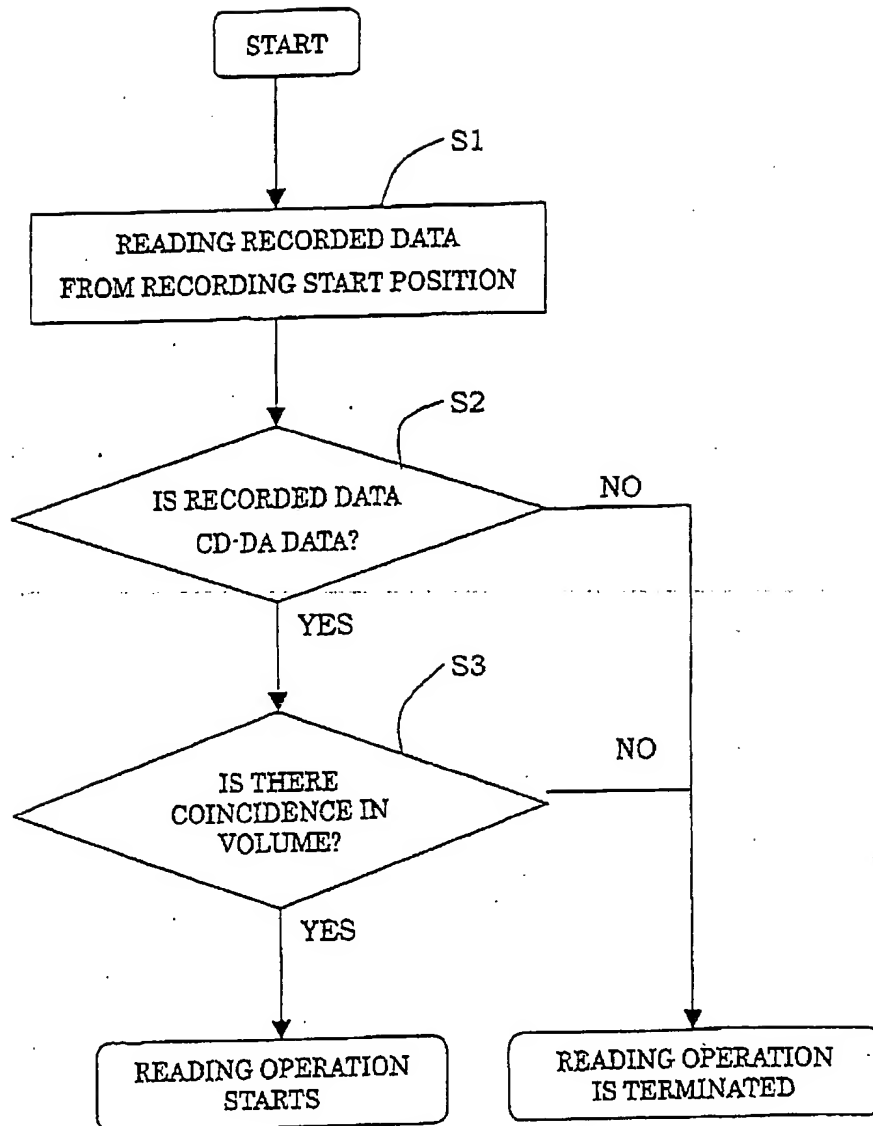 START
S1
READING RECORDED DATA
FROM RECORDING START POSITION
S2
IS RECORDED DATA
CD-DA DATA?
NO
YES
S3
IS THERE
COINCIDENCE IN
VOLUME?
NO
YES
READING OPERATION
STARTS
READING OPERATION
IS TERMINATED